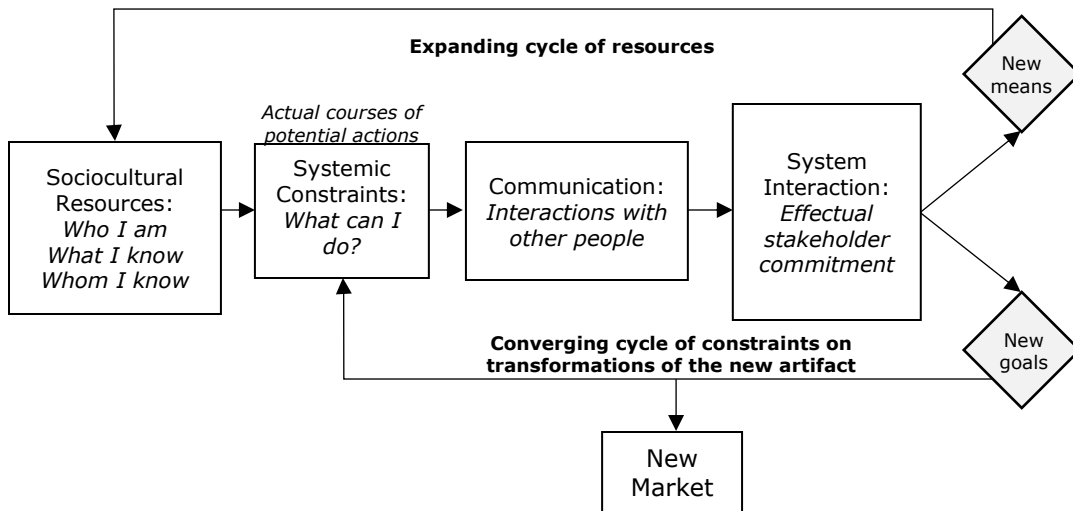 Expanding cycle of resources
New
means
Actual courses of
potential actions
Sociocultural
Resources:
Who I am
What I know
Whom I know
Systemic
Constraints:
What can I
do?
Communication:
Interactions with
other people
System
Interaction:
Effectual
stakeholder
commitment
New
goals
Converging cycle of constraints on
transformations of the new artifact
New
Market